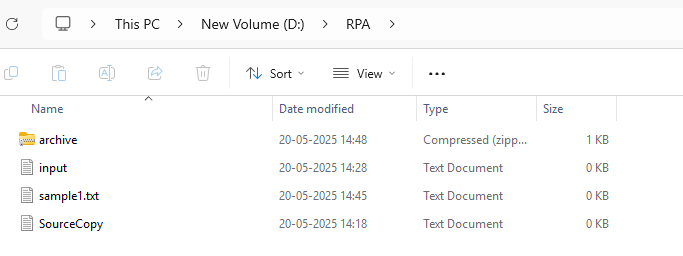 This PC > New Volume (D:) > RPA >
Sort View ...
Name Date modified Type Size
archive 20-05-2025 14:48 Compressed (zipp... 1 KB
input 20-05-2025 14:28 Text Document 0 KB
sample1.txt 20-05-2025 14:45 Text Document 0 KB
SourceCopy 20-05-2025 14:18 Text Document 0 KB